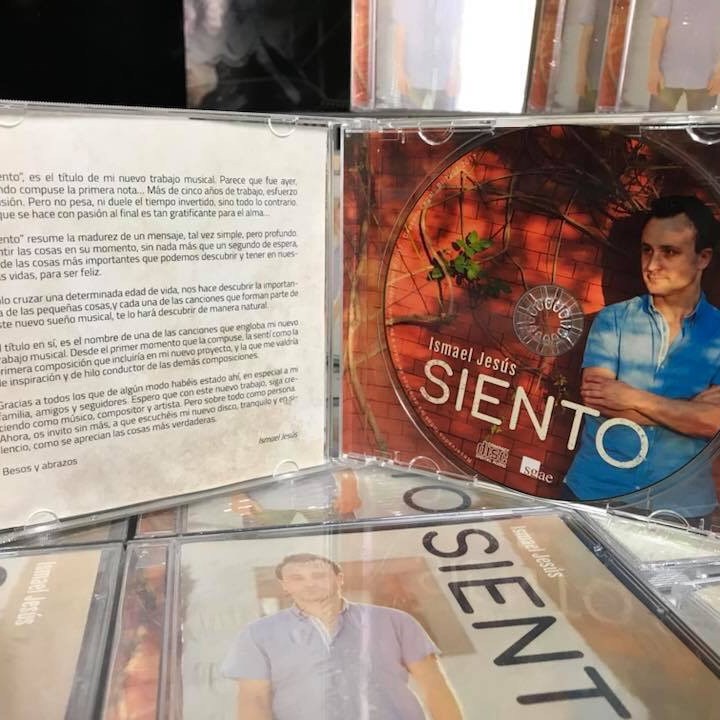 ento", es el título de mi nuevo trabajo musical. Parece que fue ayer,
ndo compuse la primera nota... Más de cinco años de trabajo, esfuerzo
usión. Pero no pesa, ni duele el tiempo invertido, sino todo lo contrario.
que se hace con pasión al final es tan gratificante para el alma...
ento" resume la madurez de un mensaje, tal vez simple, pero profundo.
ntir las cosas en su momento, sin nada más que un segundo de espera,
de las cosas más importantes que podemos descubrir y tener en nues-
s vidas, para ser feliz.
lo cruzar una determinada edad de vida, nos hace descubrir la importan-
a de las pequeñas cosas,y cada una de las canciones que forman parte de
ste nuevo sueño musical, te lo hará descubrir de manera natural.
l título en sí, es el nombre de una de las canciones que engloba mi nuevo
rabajo musical. Desde el primer momento que la compuse, la sentí como la
rimera composición que incluiría en mi nuevo proyecto, y la que me valdría
e inspiración y de hilo conductor de las demás composiciones.
Gracias a todos los que de algún modo habéis estado ahí, en especial a mi
familia, amigos y seguidores. Espero que con este nuevo trabajo, siga cre-
ciendo como músico, compositor y artista. Pero sobre todo como persona.
Ahora, os invito sin más, a que escuchéis mi nuevo disco, tranquilo y en si-
lencio, como se aprecian las cosas más verdaderas.
Ismael Jesús
Besos y abrazos
Ismael Jesús
SIENTO
disc
sgae
Ismael Jesús
TO
Ismael Jesús
SIENTO